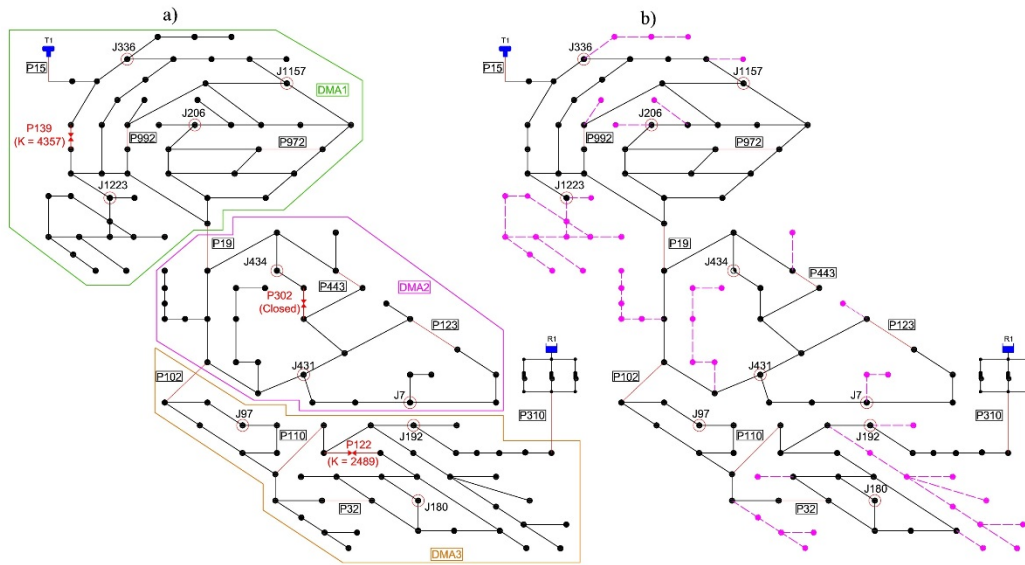 a)
T1
J336
P15
J1157
DMA1
P139
(K = 4357)
J206
P992
P972
J1223
P19
J434
P443
DMA2
P302
(Closed)
P123
R1
J431
P102
J7
P310
J97
P110
J192
P122
(K = 2489)
P32
J180
DMA3
b)
T1
J336
P15
J1157
J206
P992
P972
J1223
P19
J434
P443
P123
R1
J431
P102
J7
P310
J97
P110
J192
P32
J180